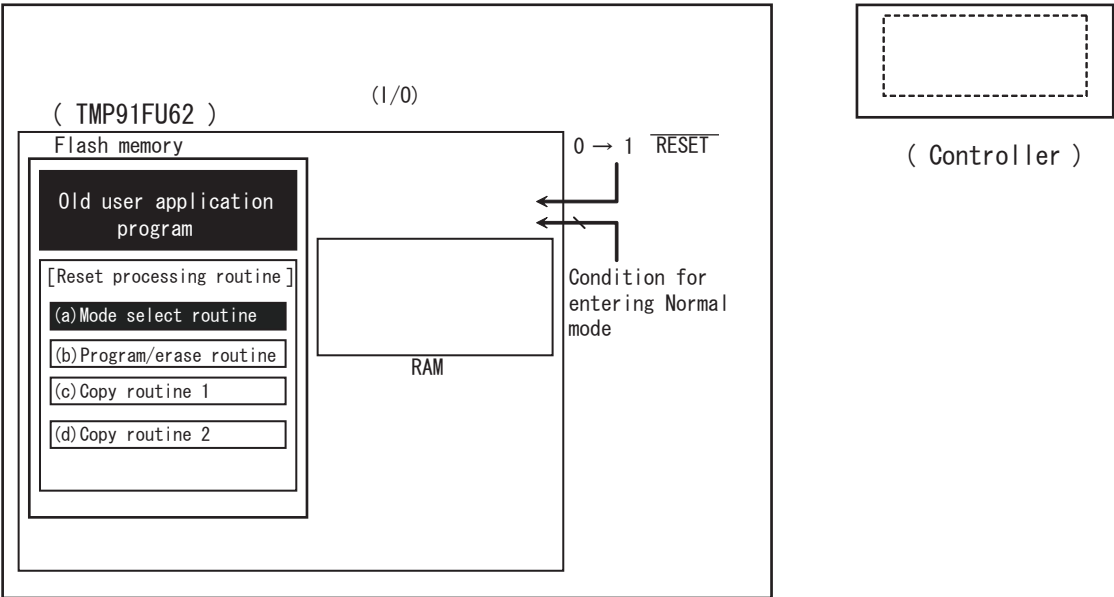 (I/O)
( TMP91FU62 )
Flash memory
0 → 1 RESET
( Controller )
Old user application
program
[Reset processing routine]
(a)Mode select routine
(b)Program/erase routine
(c)Copy routine 1
(d)Copy routine 2
RAM
Condition for
entering Normal
mode